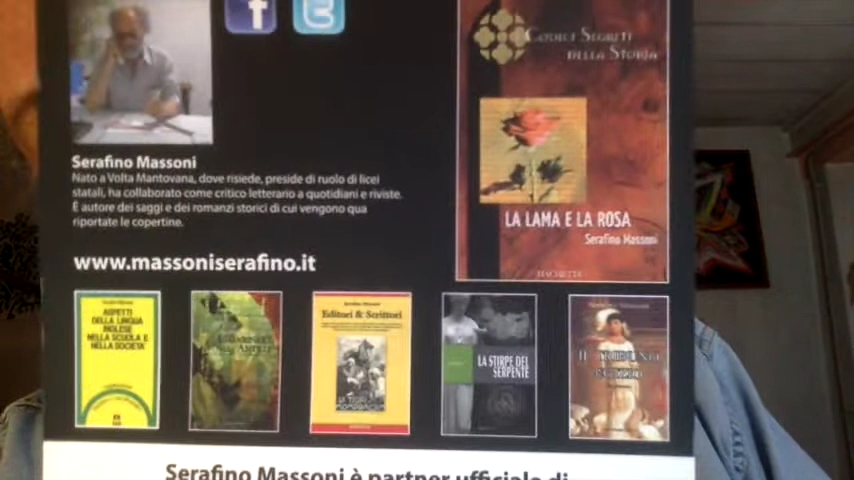 f
t
CODICI SEGRETI
DELLA STORIA
LA LAMA E LA ROSA
Serafino Massoni
HACHETTE
Serafino Massoni
Nato a Volta Mantovana, dove risiede, preside di ruolo di licei
statali, ha collaborato come critico letterario a quotidiani e riviste.
È autore dei saggi e dei romanzi storici di cui vengono qua
riportate le copertine.
www.massoniserafino.it
ASPETTI
DELLA LINGUA
INGLESE
NELLA SCUOLA E
NELLA SOCIETA'
Editori & Scrittori
LA STIRPE DEL
SERPENTE
IL
Serafino Massoni è partner ufficiale di